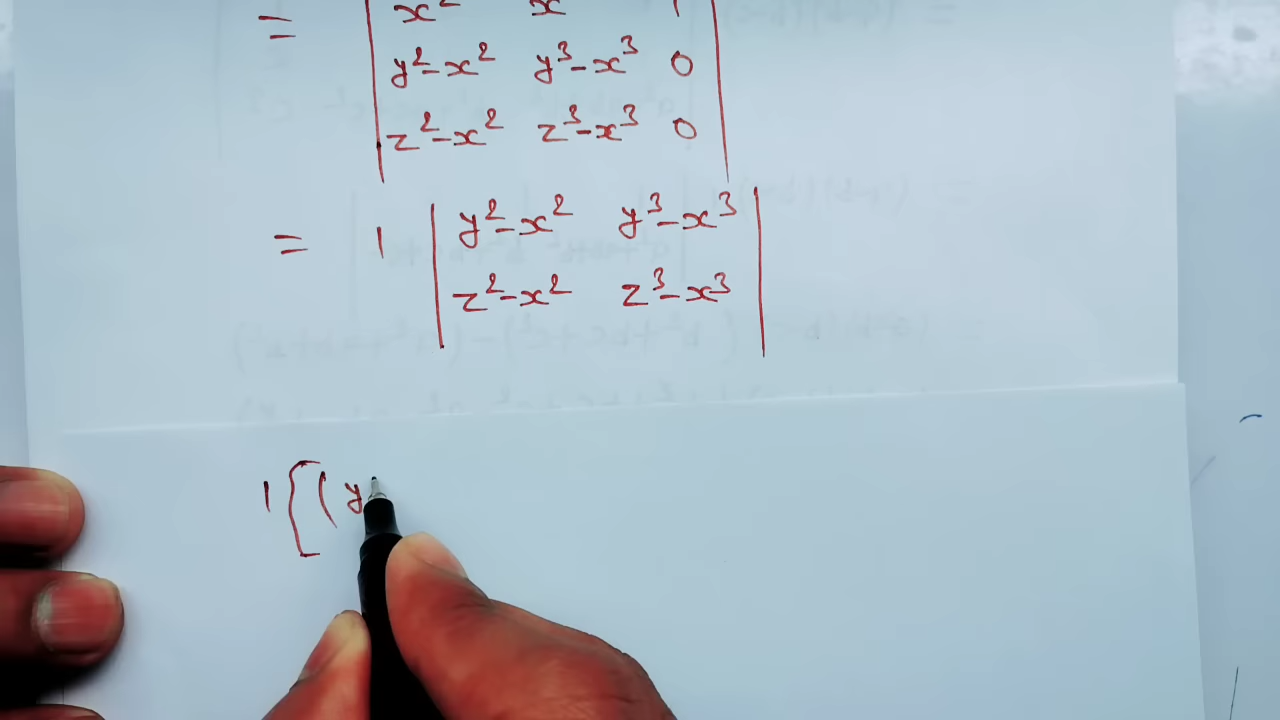 = | x² x 1 |
| y²-x² y³-x³ 0 |
| z²-x² z³-x³ 0 |
= 1 | y²-x² y³-x³ |
| z²-x² z³-x³ |
1 [ ( y